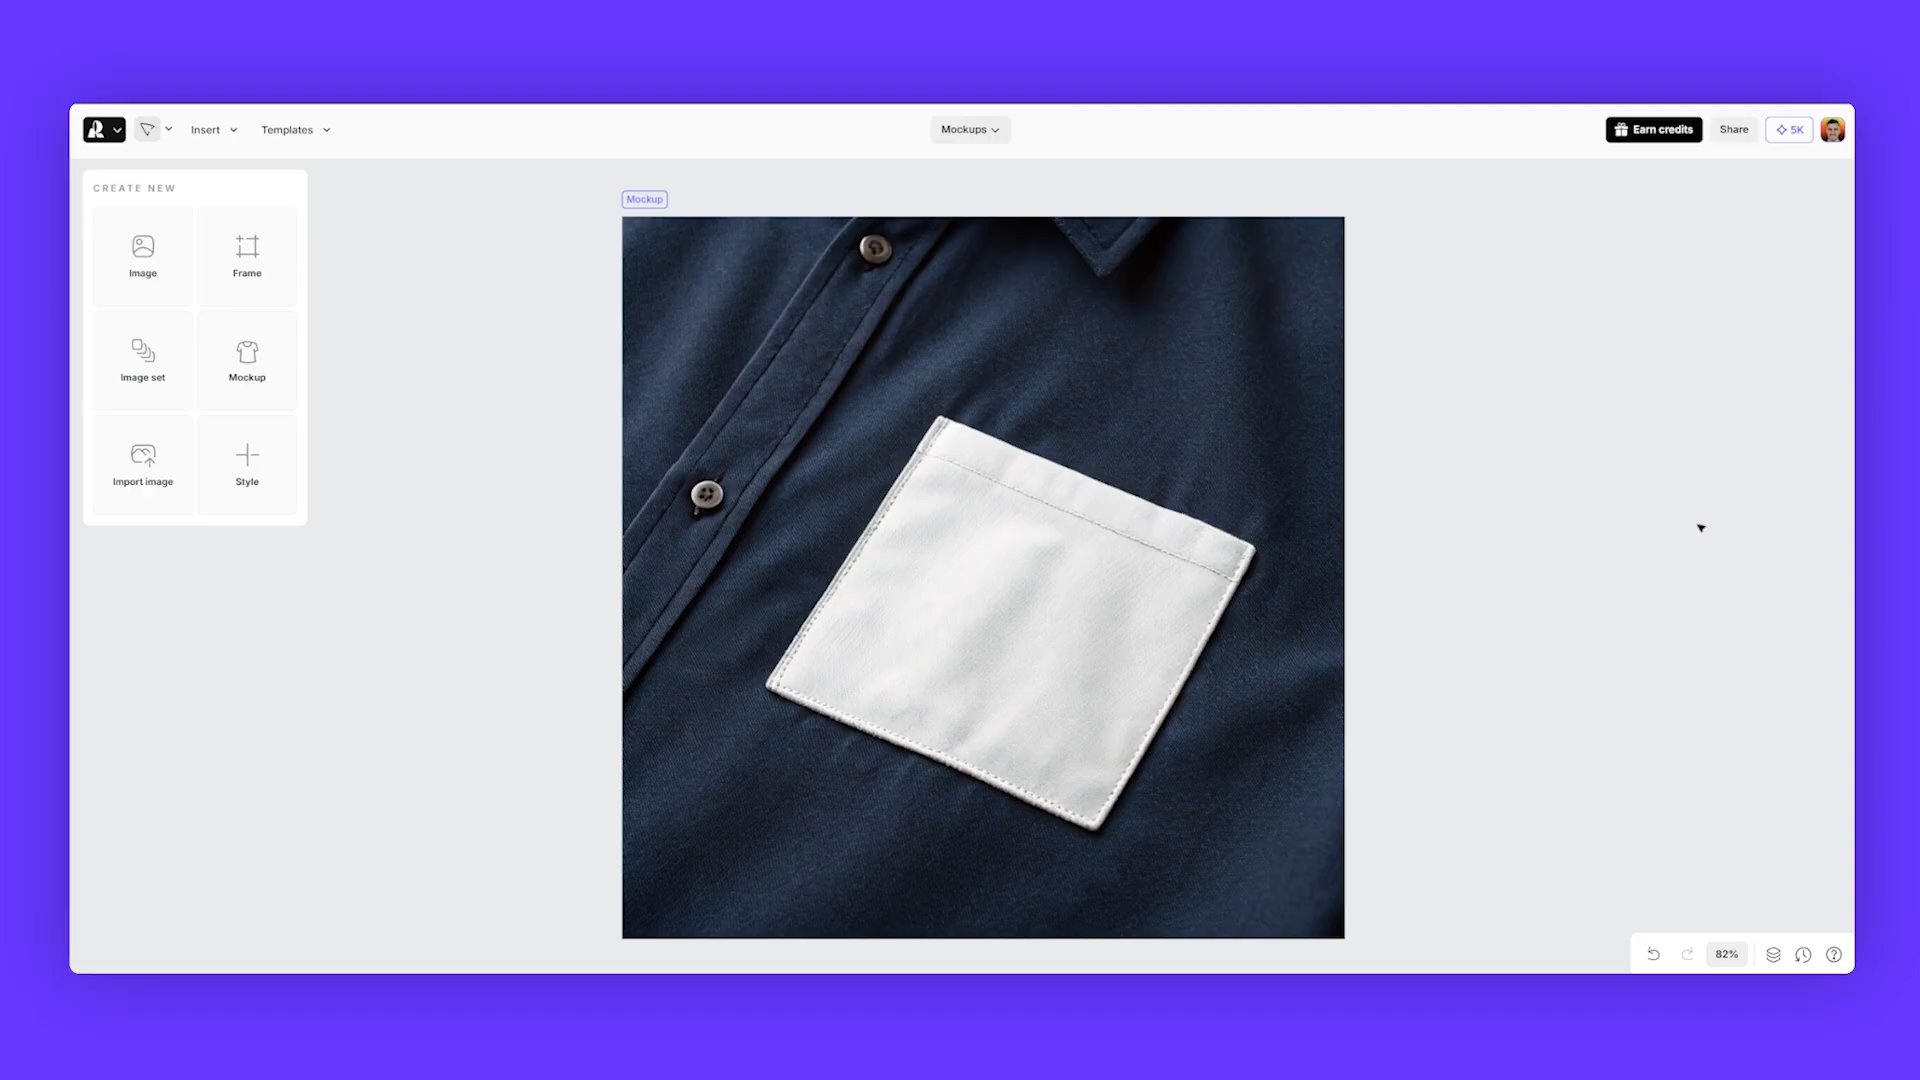 Insert
Templates
Mockups
Earn credits
Share
5K
CREATE NEW
Image
Frame
Image set
Mockup
Import image
Style
Mockup
82%